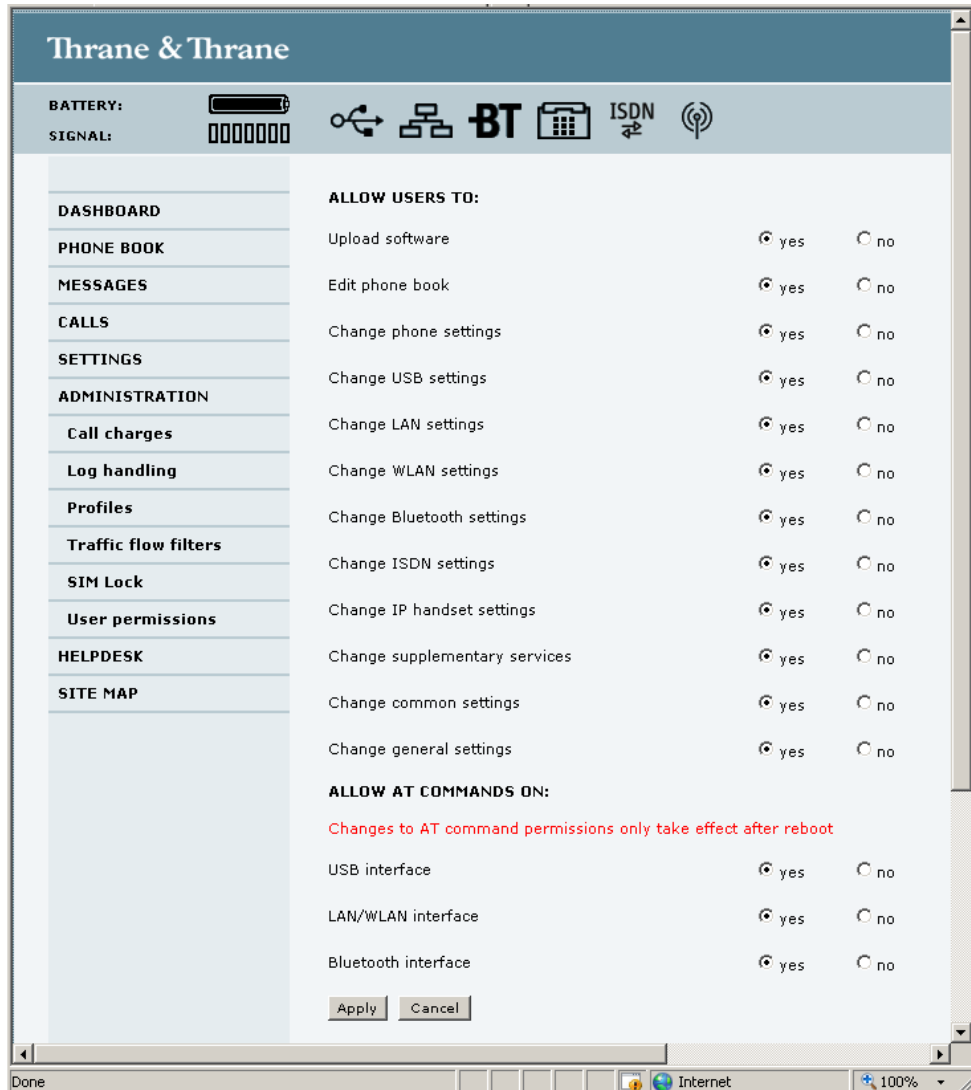 Thrane & Thrane
BATTERY:
SIGNAL:
BT
ISDN
DASHBOARD
PHONE BOOK
MESSAGES
CALLS
SETTINGS
ADMINISTRATION
Call charges
Log handling
Profiles
Traffic flow filters
SIM Lock
User permissions
HELPDESK
SITE MAP
ALLOW USERS TO:
Upload software yes no
Edit phone book yes no
Change phone settings yes no
Change USB settings yes no
Change LAN settings yes no
Change WLAN settings yes no
Change Bluetooth settings yes no
Change ISDN settings yes no
Change IP handset settings yes no
Change supplementary services yes no
Change common settings yes no
Change general settings yes no
ALLOW AT COMMANDS ON:
Changes to AT command permissions only take effect after reboot
USB interface yes no
LAN/WLAN interface yes no
Bluetooth interface yes no
Apply Cancel
Done Internet 100%